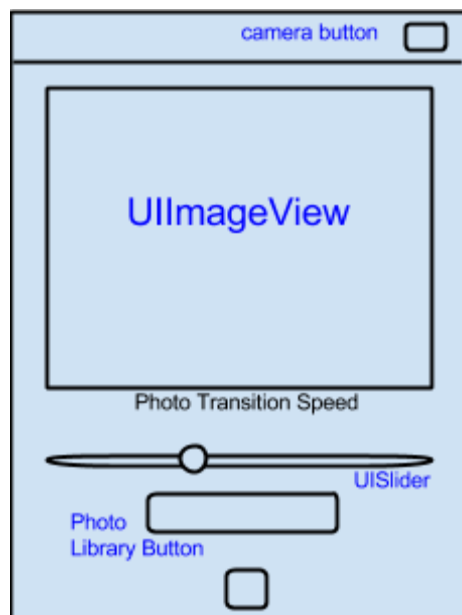 camera button
UIImageView
Photo Transition Speed
UISlider
Photo
Library Button